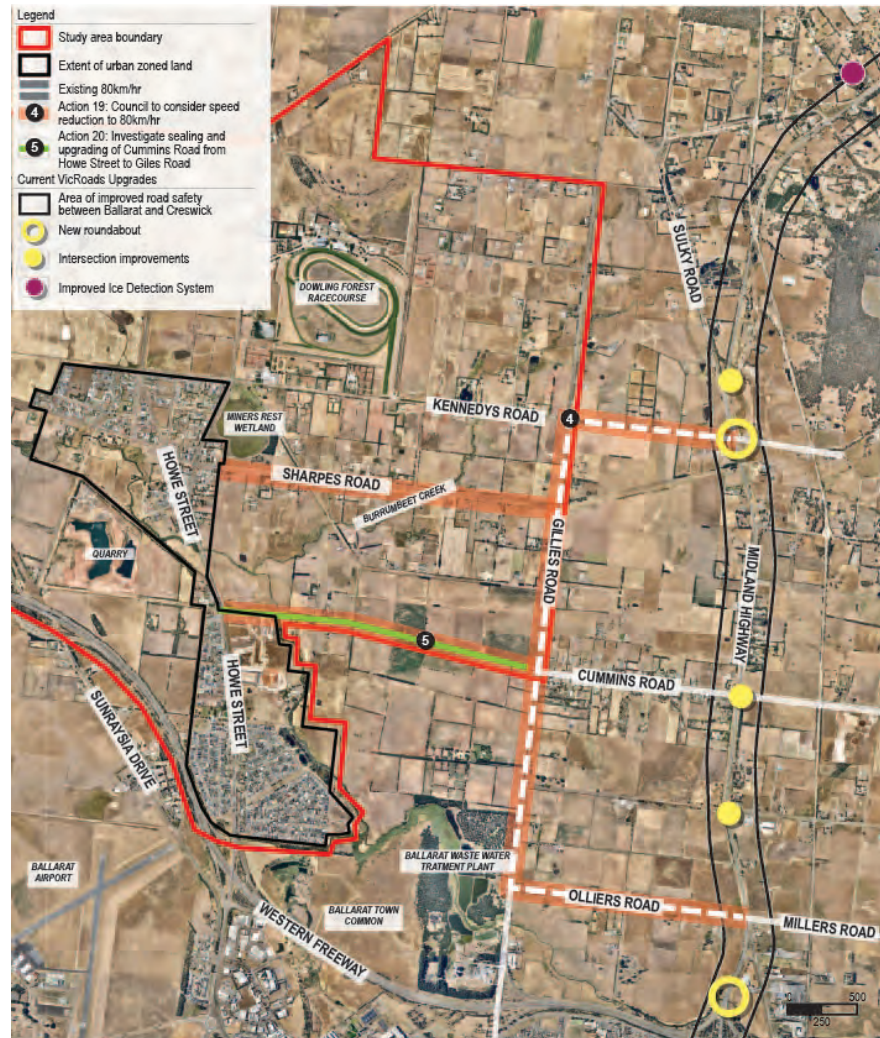 Legend
Study area boundary
Extent of urban zoned land
Existing 80km/hr
4 Action 19: Council to consider speed
reduction to 80km/hr
5 Action 20: Investigate sealing and
upgrading of Cummins Road from
Howe Street to Giles Road
Current VicRoads Upgrades
Area of improved road safety
between Ballarat and Creswick
New roundabout
Intersection improvements
Improved Ice Detection System
SULKY ROAD
DOWLING FOREST
RACECOURSE
KENNEDYS ROAD
4
MINERS REST
WETLAND
HOWE STREET
SHARPES ROAD
BURRUMBEET CREEK
QUARRY
GILLIES ROAD
MIDLAND HIGHWAY
5
HOWE STREET
CUMMINS ROAD
SUNRAYSIA DRIVE
BALLARAT
AIRPORT
BALLARAT WASTE WATER
TRATMENT PLANT
BALLARAT TOWN
COMMON
OLLIERS ROAD
MILLERS ROAD
WESTERN FREEWAY
0 500
250